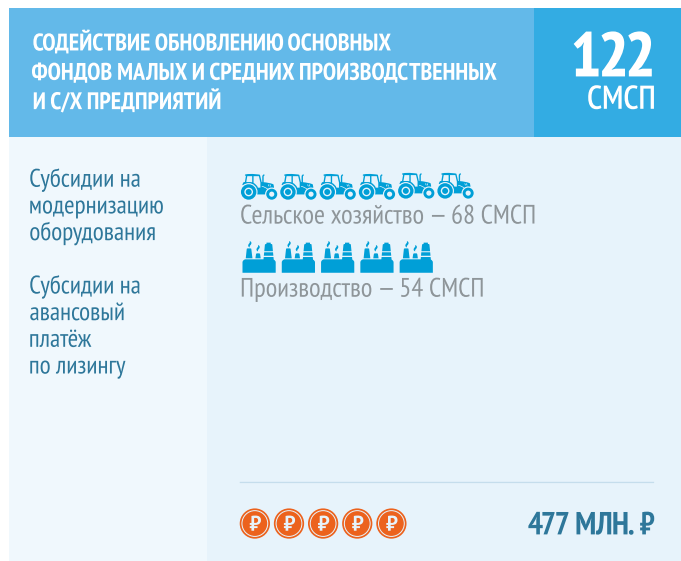 СОДЕЙСТВИЕ ОБНОВЛЕНИЮ ОСНОВНЫХ
ФОНДОВ МАЛЫХ И СРЕДНИХ ПРОИЗВОДСТВЕННЫХ
И С/Х ПРЕДПРИЯТИЙ
122
СМСП
Субсидии на
модернизацию
оборудования
Субсидии на
авансовый
платёж
по лизингу
Сельское хозяйство — 68 СМСП
Производство — 54 СМСП
₽ ₽ ₽ ₽ ₽
477 МЛН. ₽